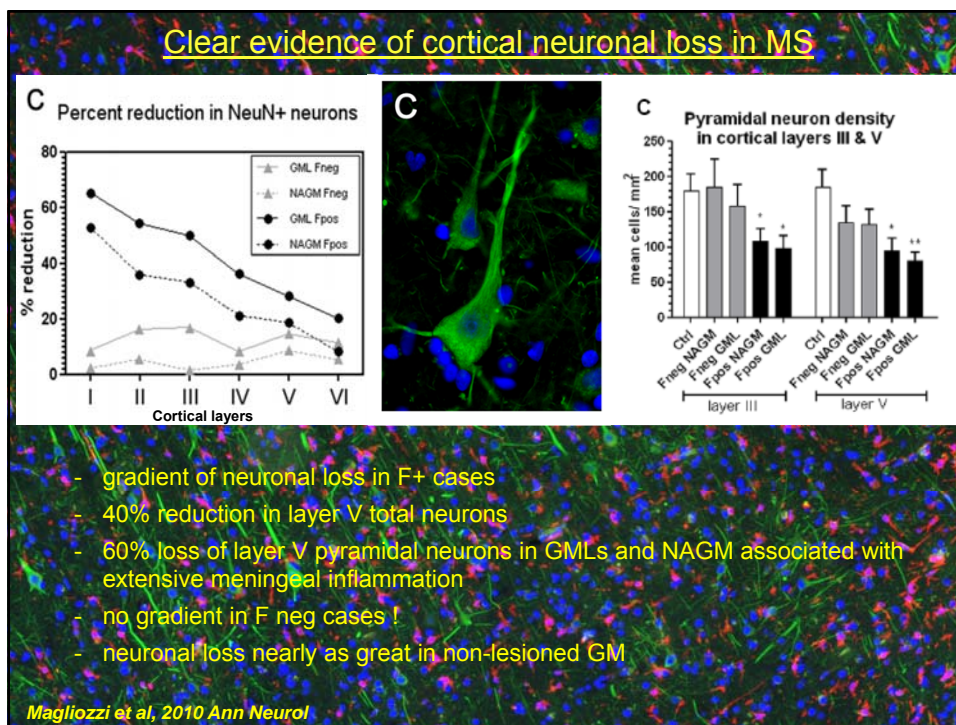 Clear evidence of cortical neuronal loss in MS
C
Percent reduction in NeuN+ neurons
80
60
40
20
0
% reduction
GML Fneg
NAGM Fneg
GML Fpos
NAGM Fpos
I II III IV V VI
Cortical layers
C
C
Pyramidal neuron density
in cortical layers III & V
250
200
150
100
50
0
mean cells/ mm²
* * * **
Ctrl
Fneg NAGM
Fneg GML
Fpos NAGM
Fpos GML
Ctrl
Fneg NAGM
Fneg GML
Fpos NAGM
Fpos GML
layer III layer V
- gradient of neuronal loss in F+ cases
- 40% reduction in layer V total neurons
- 60% loss of layer V pyramidal neurons in GMLs and NAGM associated with
extensive meningeal inflammation
- no gradient in F neg cases !
- neuronal loss nearly as great in non-lesioned GM
Magliozzi et al, 2010 Ann Neurol